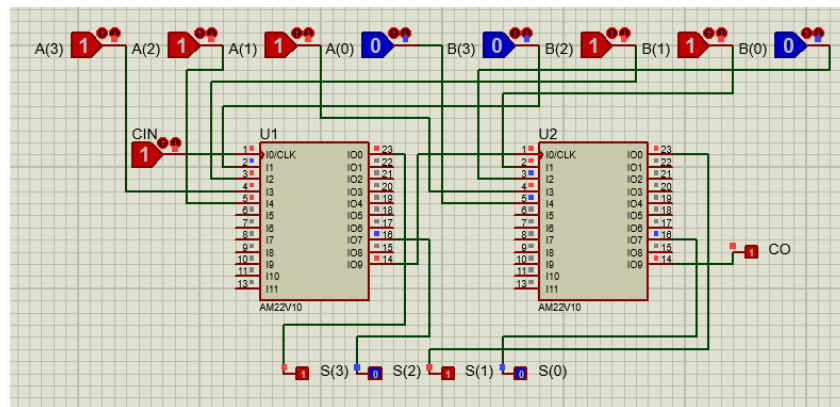 A(3) 1 A(2) 1 A(1) 1 A(0) 0 B(3) 0 B(2) 1 B(1) 1 B(0) 0
CIN 1
U1 U2
1 I0/CLK IO0 23 1 I0/CLK IO0 23
2 I1 IO1 22 2 I1 IO1 22
3 I2 IO2 21 3 I2 IO2 21
4 I3 IO3 20 4 I3 IO3 20
5 I4 IO4 19 5 I4 IO4 19
6 I5 IO5 18 6 I5 IO5 18
7 I6 IO6 17 7 I6 IO6 17
8 I7 IO7 16 8 I7 IO7 16
9 I8 IO8 15 9 I8 IO8 15
10 I9 IO9 14 10 I9 IO9 14
11 I10 11 I10
13 I11 13 I11
1 CO
AM22V10 AM22V10
1 S(3) 0 S(2) 1 S(1) 0 S(0)